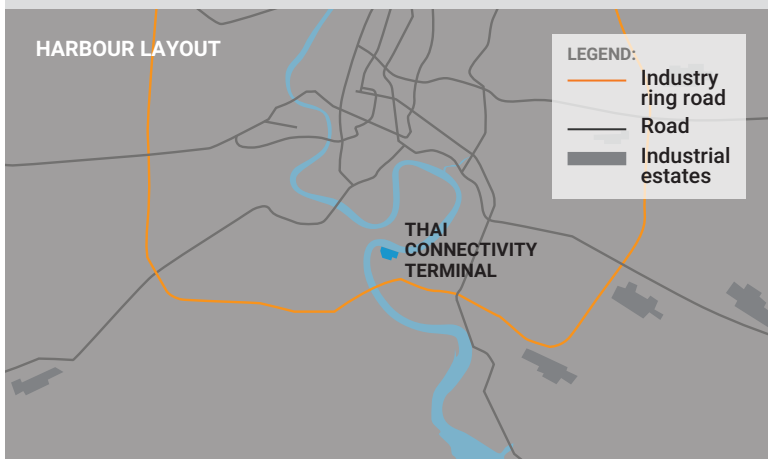 HARBOUR LAYOUT
LEGEND:
Industry
ring road
Road
Industrial
estates
THAI
CONNECTIVITY
TERMINAL